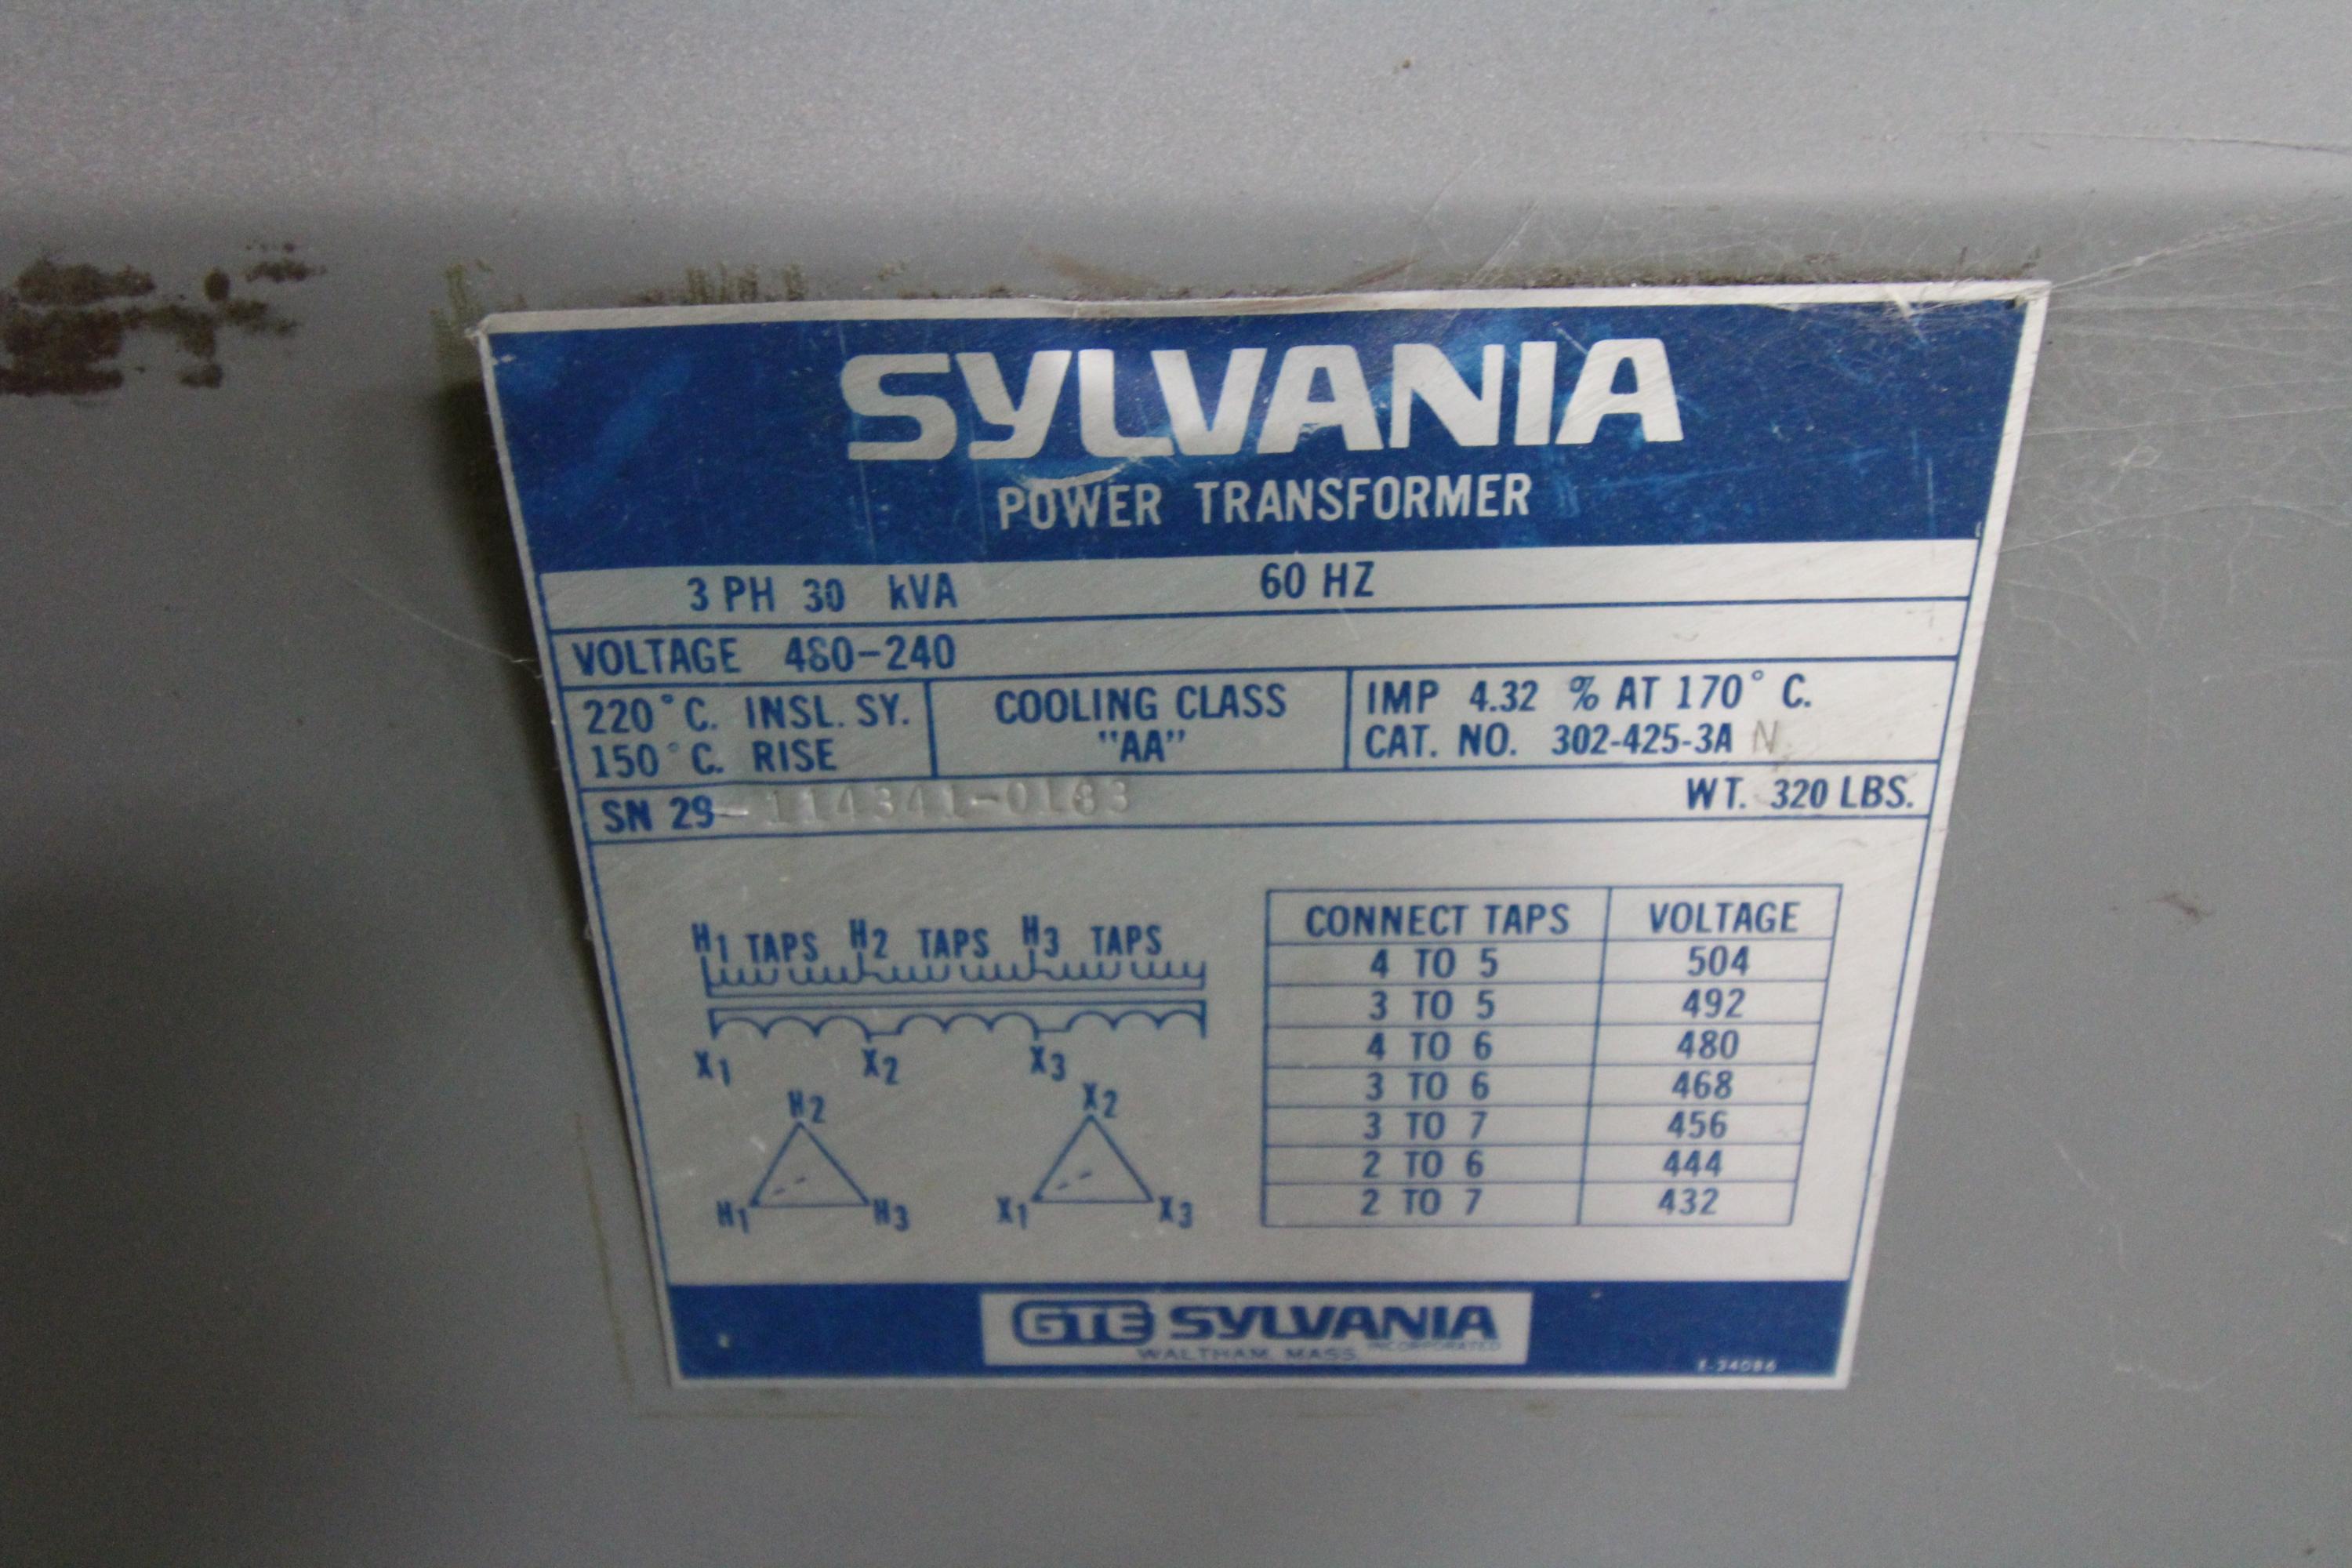 SYLVANIA
POWER TRANSFORMER
3 PH 30 kVA 60 HZ
VOLTAGE 480-240
220°C. INSL. SY.
150°C. RISE
COOLING CLASS
"AA"
IMP 4.32 % AT 170°C.
CAT. NO. 302-425-3A N
SN 29-114341-0183 WT. 320 LBS.
H1 TAPS H2 TAPS H3 TAPS
X1 X2 X3
H2
H1 H3
X2
X1 X3
CONNECT TAPS VOLTAGE
4 TO 5 504
3 TO 5 492
4 TO 6 480
3 TO 6 468
3 TO 7 456
2 TO 6 444
2 TO 7 432
GTE SYLVANIA
INCORPORATED
WALTHAM, MASS.